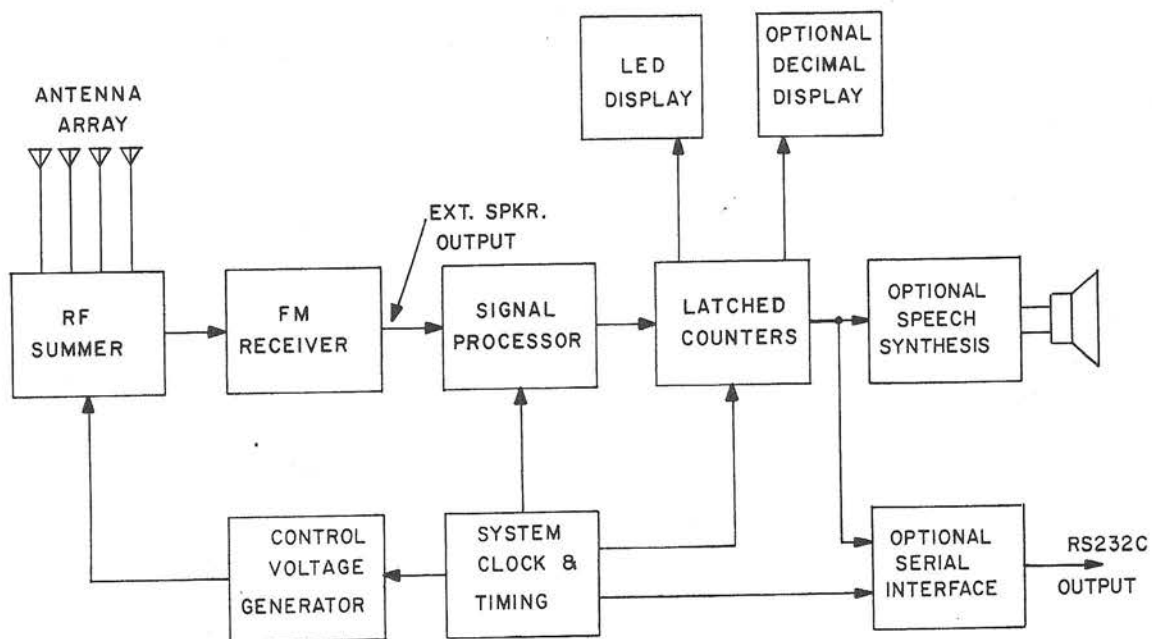 LED
DISPLAY
OPTIONAL
DECIMAL
DISPLAY
ANTENNA
ARRAY
EXT. SPKR.
OUTPUT
RF
SUMMER
FM
RECEIVER
SIGNAL
PROCESSOR
LATCHED
COUNTERS
OPTIONAL
SPEECH
SYNTHESIS
CONTROL
VOLTAGE
GENERATOR
SYSTEM
CLOCK &
TIMING
OPTIONAL
SERIAL
INTERFACE
RS232C
OUTPUT